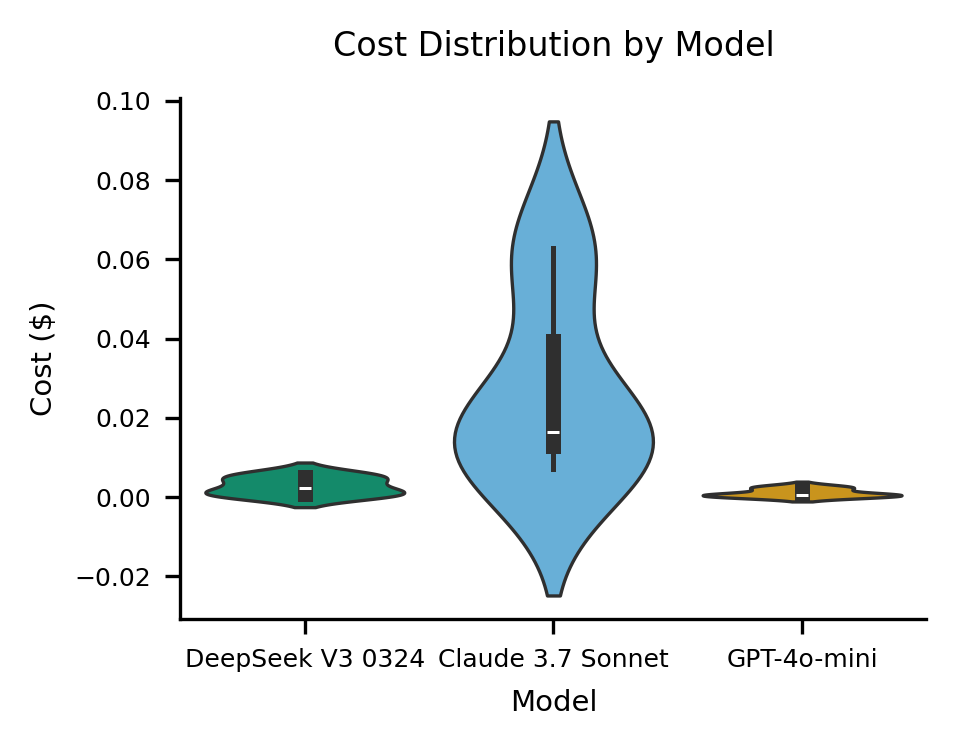 Cost Distribution by Model
Cost ($)
0.10
0.08
0.06
0.04
0.02
0.00
−0.02
DeepSeek V3 0324 Claude 3.7 Sonnet GPT-4o-mini
Model